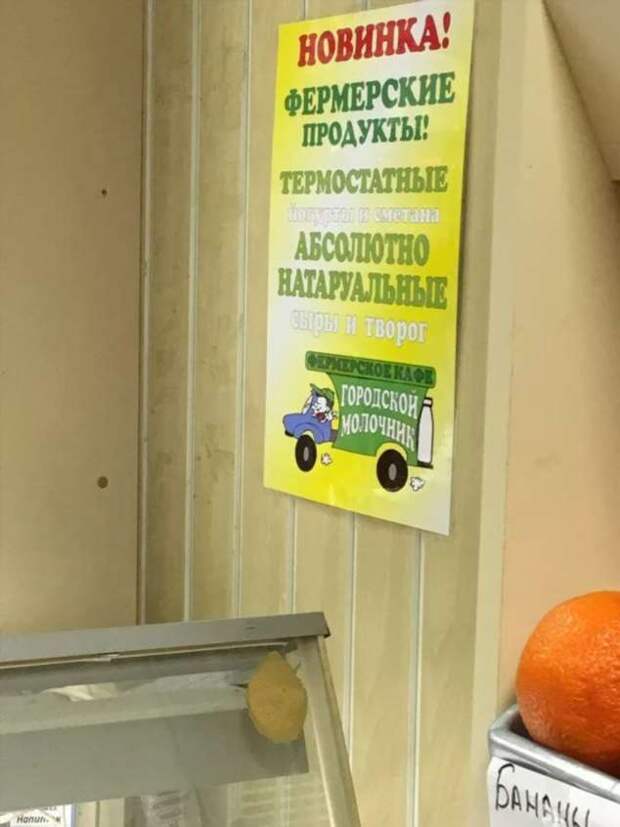 НОВИНКА!
ФЕРМЕРСКИЕ
ПРОДУКТЫ!
ТЕРМОСТАТНЫЕ
йогурты и сметана
АБСОЛЮТНО
НАТАРУАЛЬНЫЕ
сыры и творог
ФЕРМЕРСКОЕ КАФЕ
ГОРОДСКОЙ
МОЛОЧНИК
БАНАНЫ